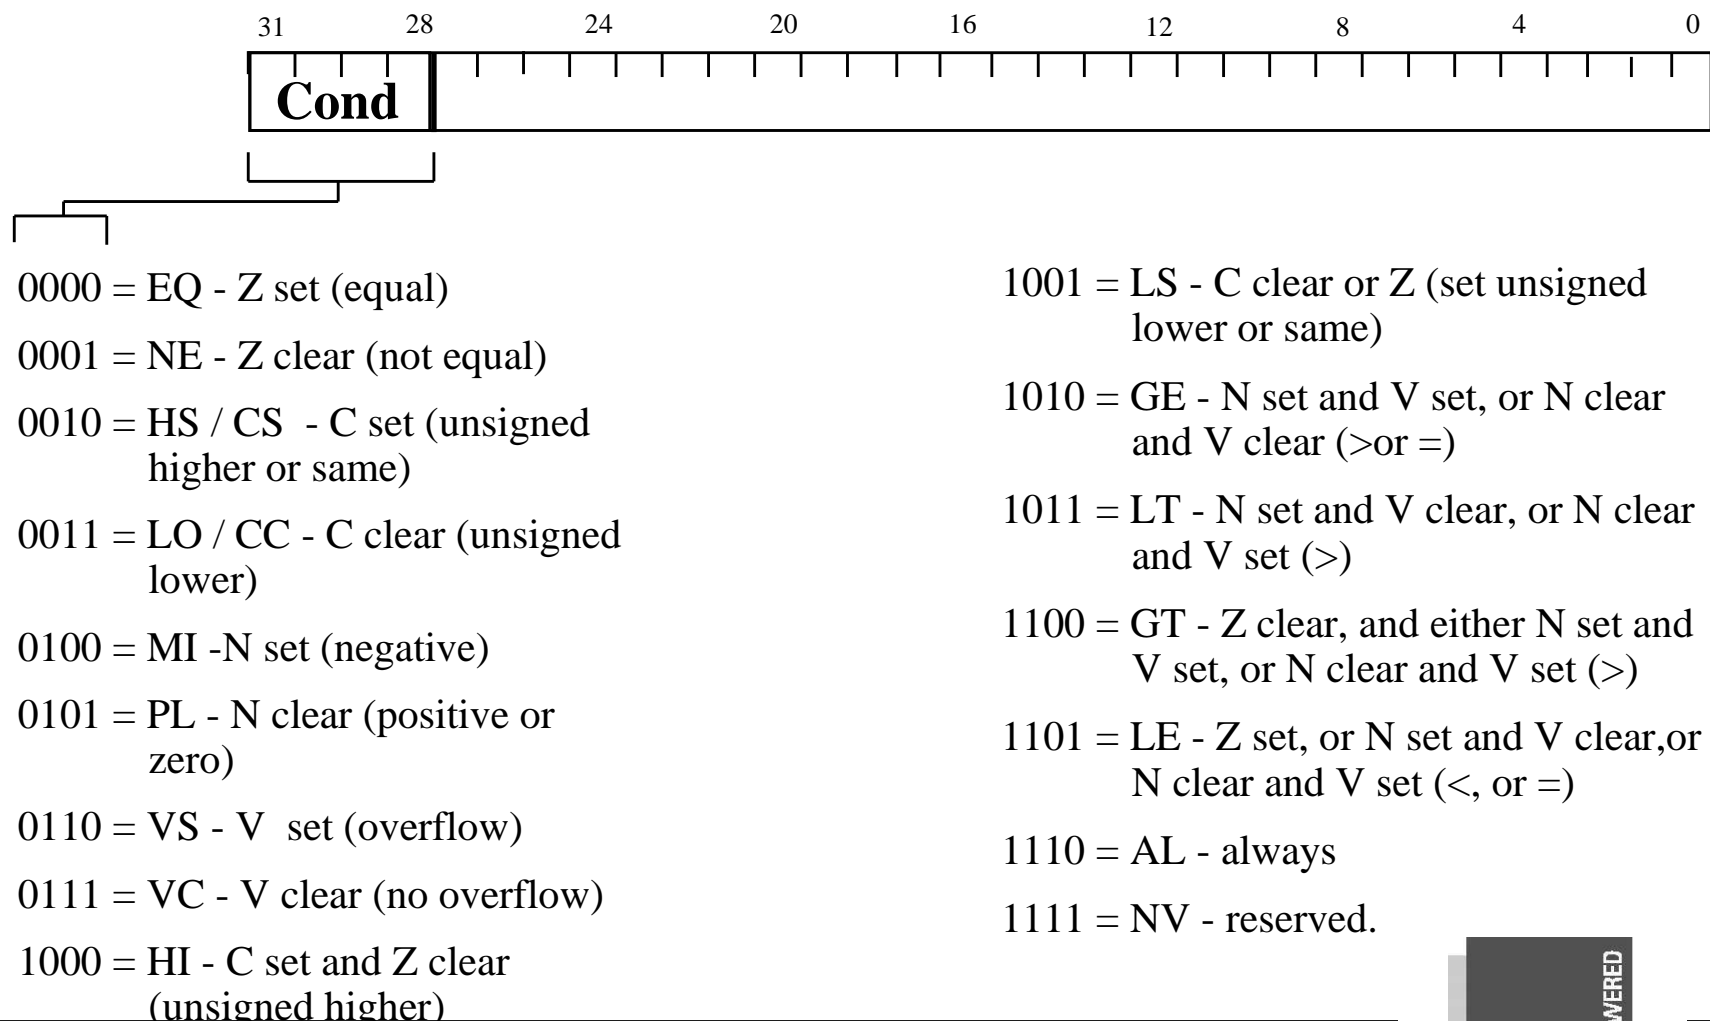 31 28 24 20 16 12 8 4 0
Cond
0000 = EQ - Z set (equal)
0001 = NE - Z clear (not equal)
0010 = HS / CS - C set (unsigned
higher or same)
0011 = LO / CC - C clear (unsigned
lower)
0100 = MI -N set (negative)
0101 = PL - N clear (positive or
zero)
0110 = VS - V set (overflow)
0111 = VC - V clear (no overflow)
1000 = HI - C set and Z clear
(unsigned higher)
1001 = LS - C clear or Z (set unsigned
lower or same)
1010 = GE - N set and V set, or N clear
and V clear (>or =)
1011 = LT - N set and V clear, or N clear
and V set (>)
1100 = GT - Z clear, and either N set and
V set, or N clear and V set (>)
1101 = LE - Z set, or N set and V clear,or
N clear and V set (<, or =)
1110 = AL - always
1111 = NV - reserved.